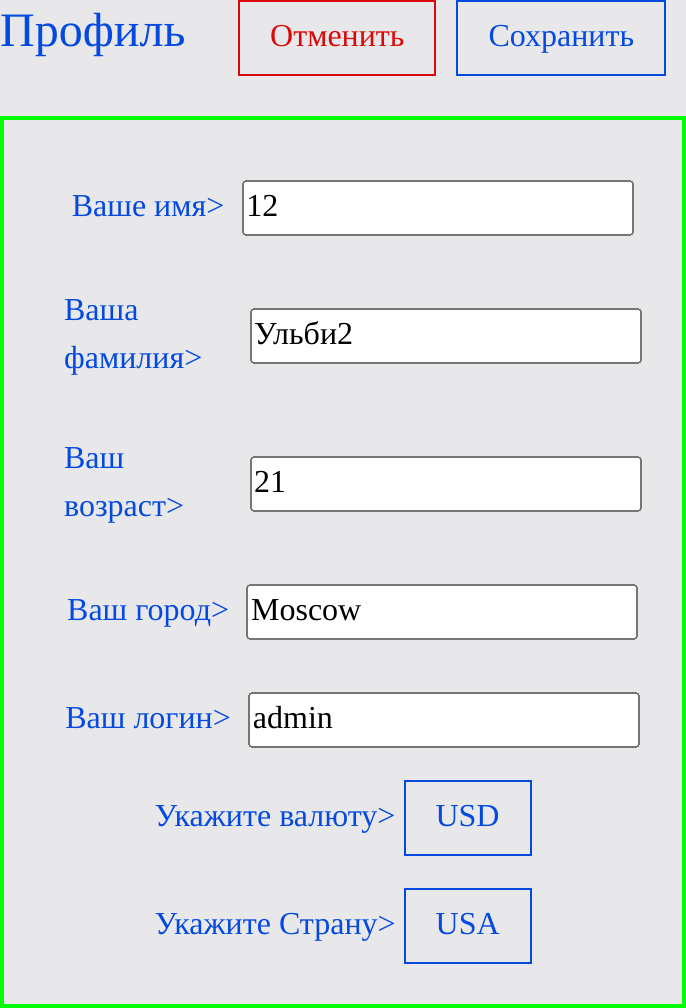 Профиль Отменить Сохранить
Ваше имя> 12
Ваша
фамилия> Ульби2
Ваш
возраст> 21
Ваш город> Moscow
Ваш логин> admin
Укажите валюту> USD
Укажите Страну> USA